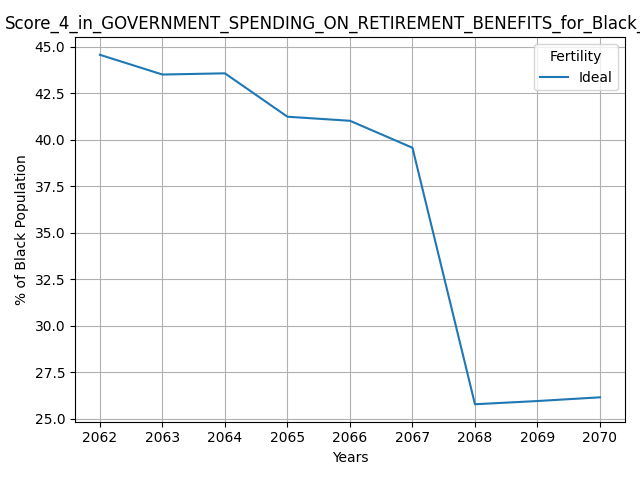 Score_4_in_GOVERNMENT_SPENDING_ON_RETIREMENT_BENEFITS_for_Black_
Fertility
Ideal
45.0
42.5
40.0
37.5
35.0
32.5
30.0
27.5
25.0
% of Black Population
2062 2063 2064 2065 2066 2067 2068 2069 2070
Years